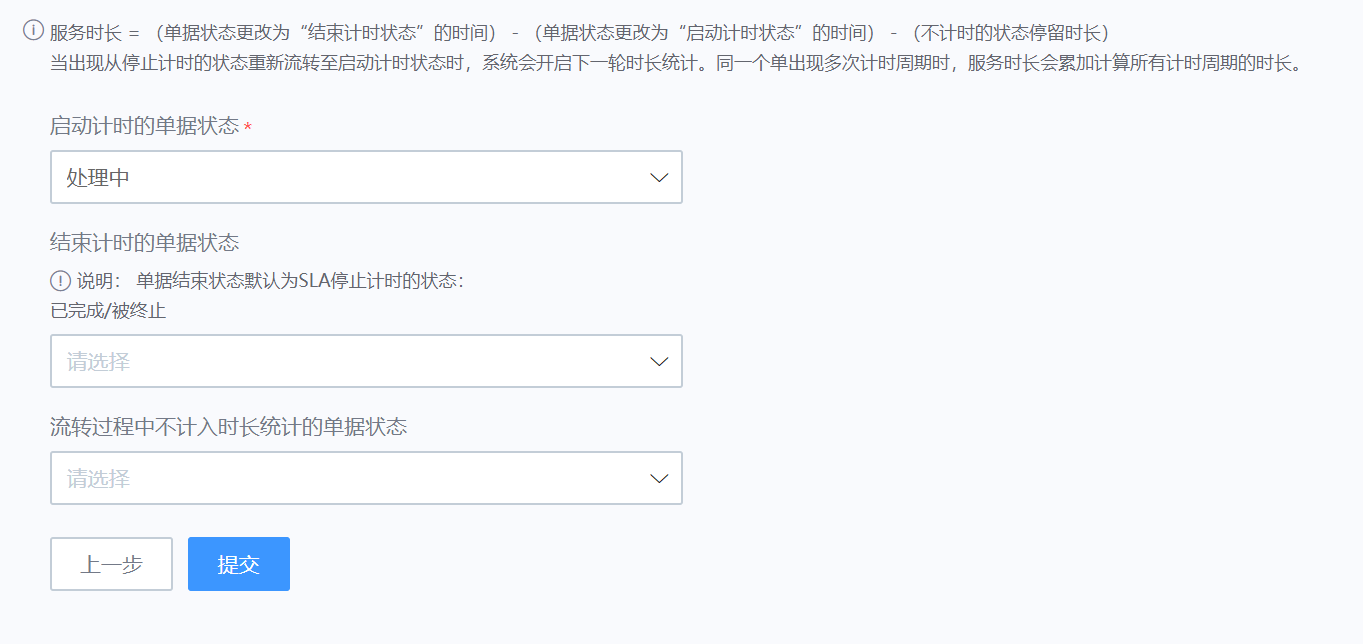 服务时长 = （单据状态更改为“结束计时状态”的时间） - （单据状态更改为“启动计时状态”的时间） - （不计时的状态停留时长）
当出现从停止计时的状态重新流转至启动计时状态时，系统会开启下一轮时长统计。同一个单出现多次计时周期时，服务时长会累加计算所有计时周期的时长。
启动计时的单据状态*
处理中
结束计时的单据状态
说明： 单据结束状态默认为SLA停止计时的状态：
已完成/被终止
请选择
流转过程中不计入时长统计的单据状态
请选择
上一步 提交